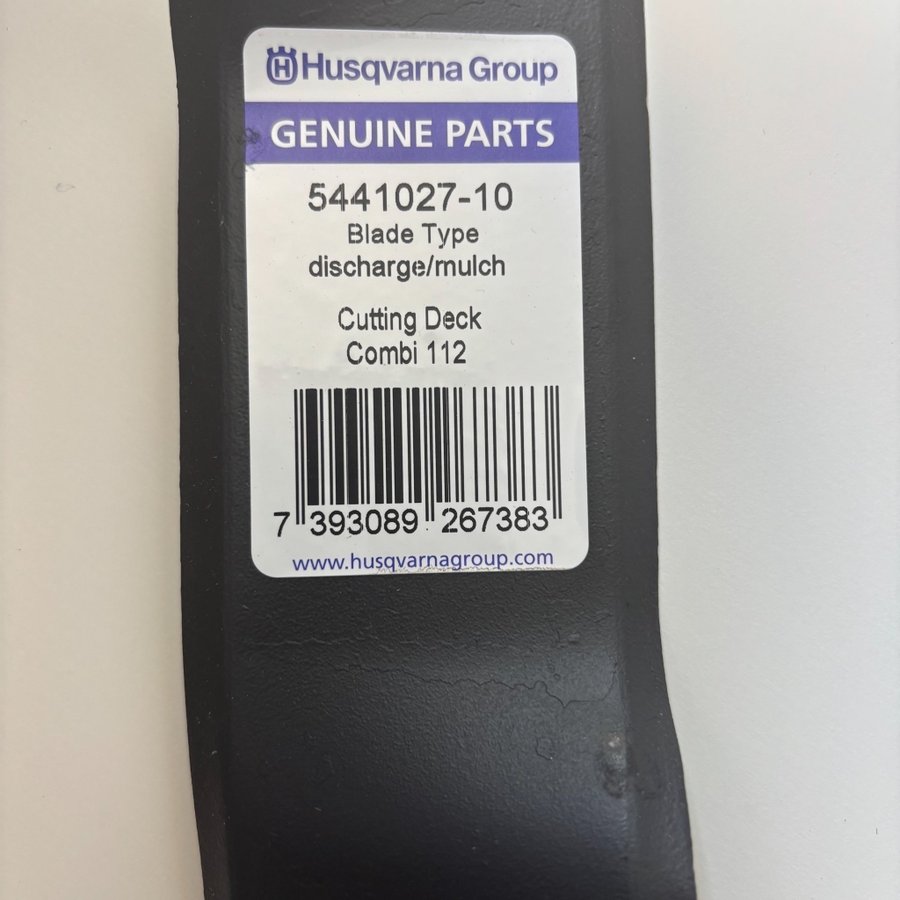 Husqvarna Group
GENUINE PARTS
5441027-10
Blade Type
discharge/mulch
Cutting Deck
Combi 112
7 393089 267383
www.husqvarnagroup.com